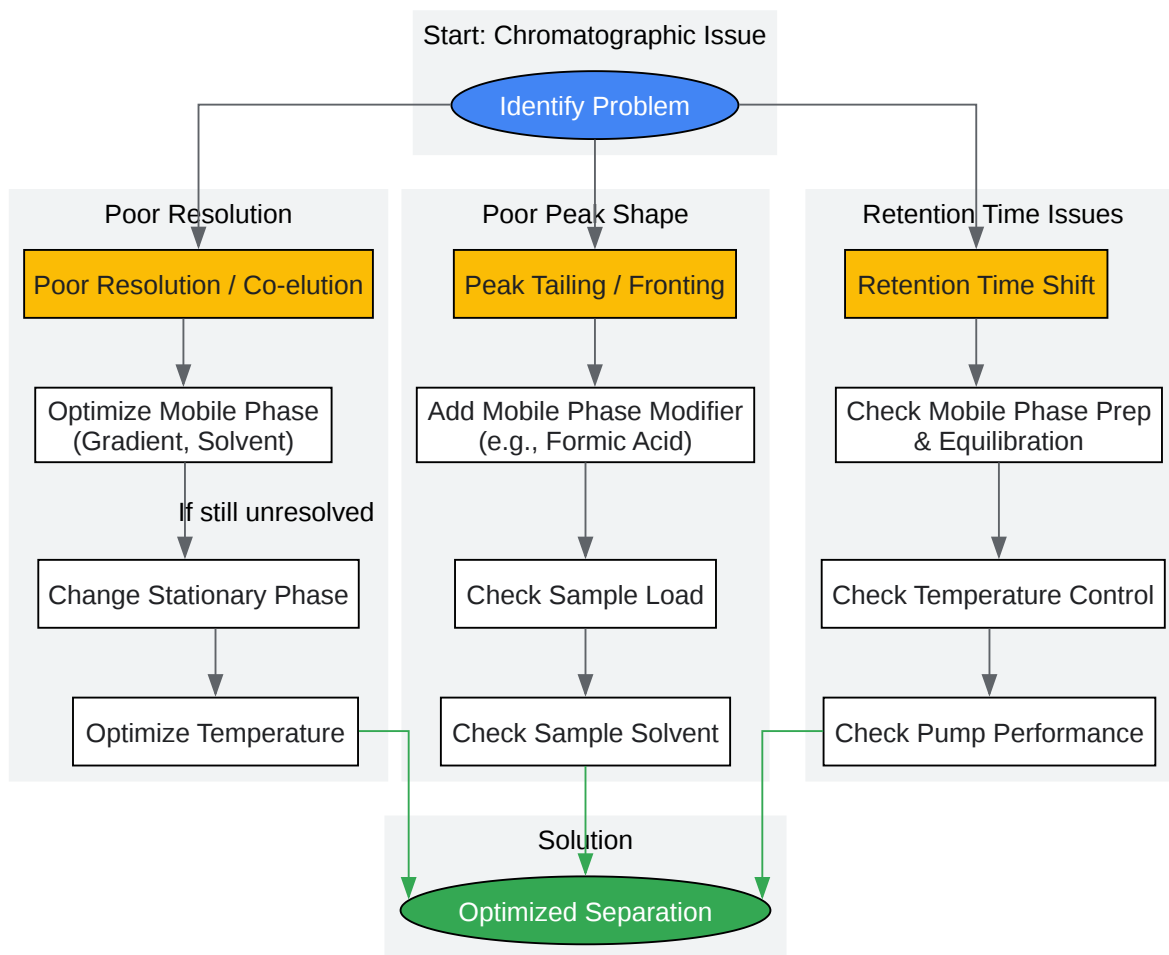 Start: Chromatographic Issue
Identify Problem
Poor Resolution
Poor Resolution / Co-elution
Optimize Mobile Phase
(Gradient, Solvent)
If still unresolved
Change Stationary Phase
Optimize Temperature
Poor Peak Shape
Peak Tailing / Fronting
Add Mobile Phase Modifier
(e.g., Formic Acid)
Check Sample Load
Check Sample Solvent
Retention Time Issues
Retention Time Shift
Check Mobile Phase Prep
& Equilibration
Check Temperature Control
Check Pump Performance
Solution
Optimized Separation